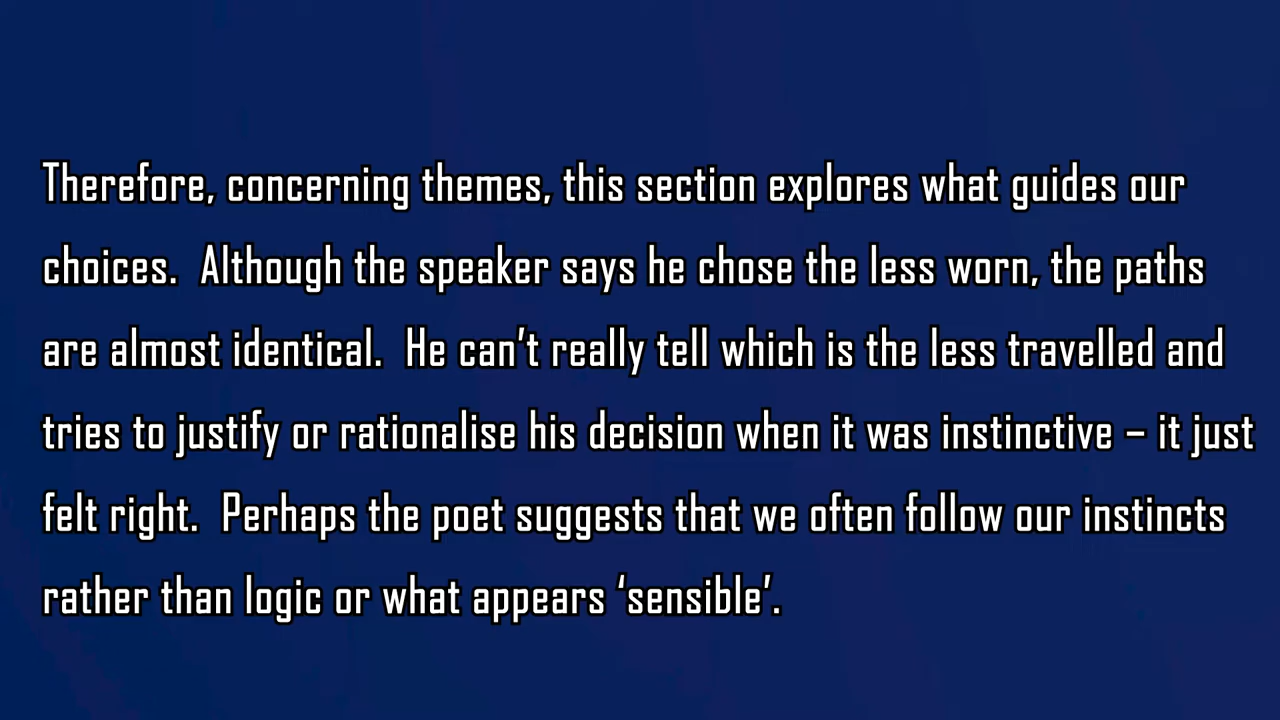 Therefore, concerning themes, this section explores what guides our
choices.  Although the speaker says he chose the less worn, the paths
are almost identical.  He can’t really tell which is the less travelled and
tries to justify or rationalise his decision when it was instinctive – it just
felt right.  Perhaps the poet suggests that we often follow our instincts
rather than logic or what appears ‘sensible’.